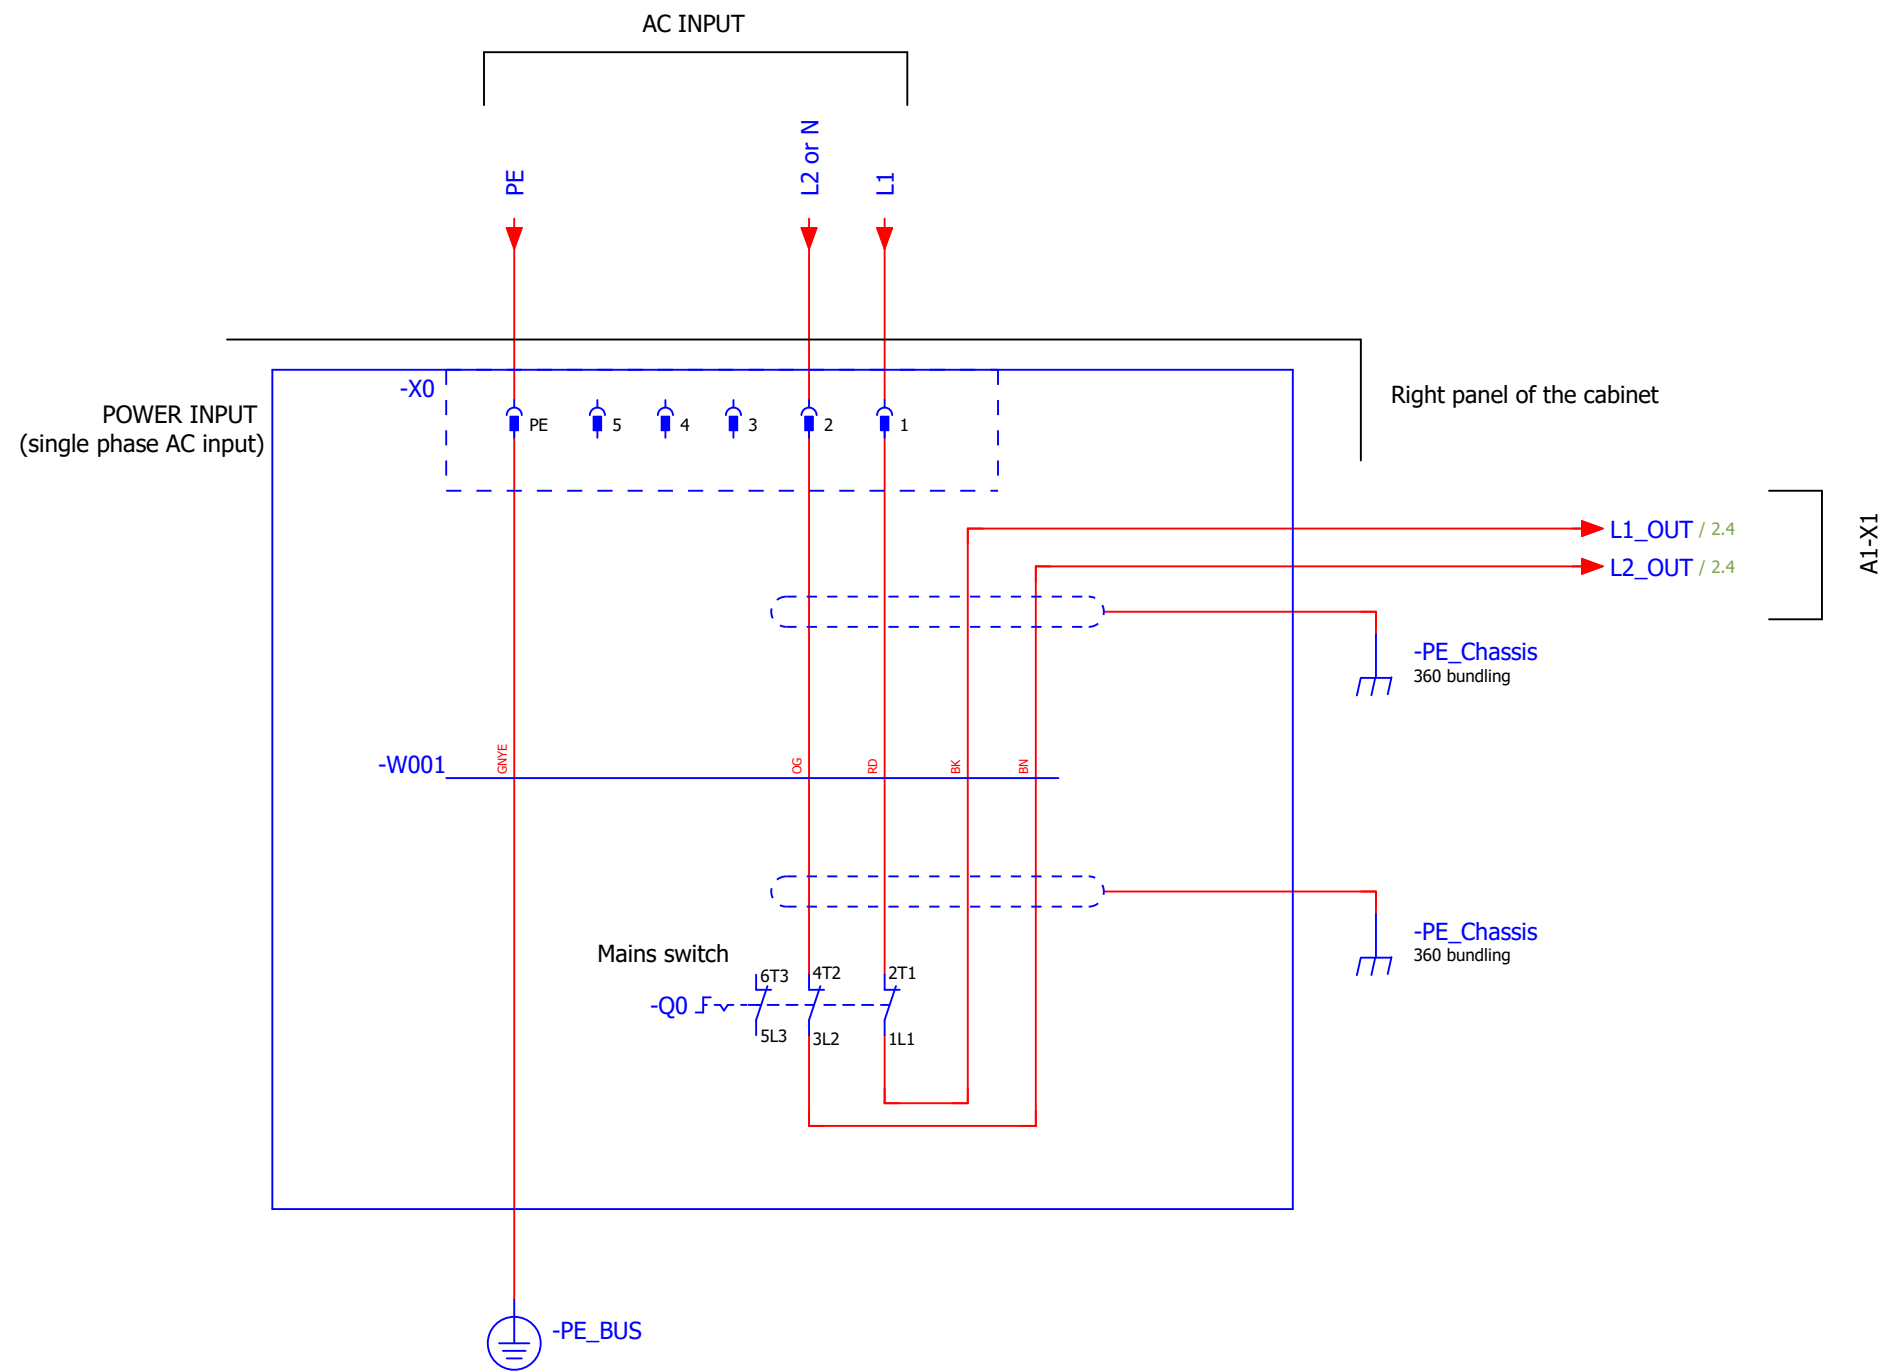 AC INPUT
PE
L2 or N
L1
-X0
Right panel of the cabinet
POWER INPUT
(single phase AC input)
PE
5
4
3
2
1
L1_OUT / 2.4
L2_OUT / 2.4
A1-X1
-PE_Chassis
360 bundling
-W001
GNYE
OG
RD
BK
BN
-PE_Chassis
360 bundling
Mains switch
6T3
4T2
2T1
-Q0
5L3
3L2
1L1
-PE_BUS